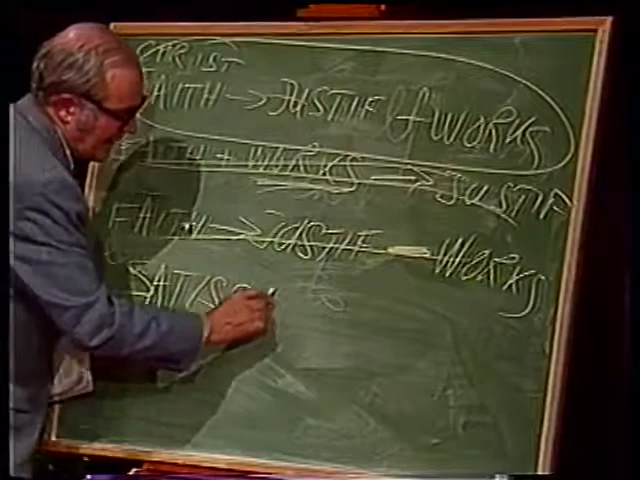 CHRIST
FAITH → JUSTIF + WORKS
FAITH + WORKS → JUSTIF
FAITH → JUSTIF - WORKS
SATISF